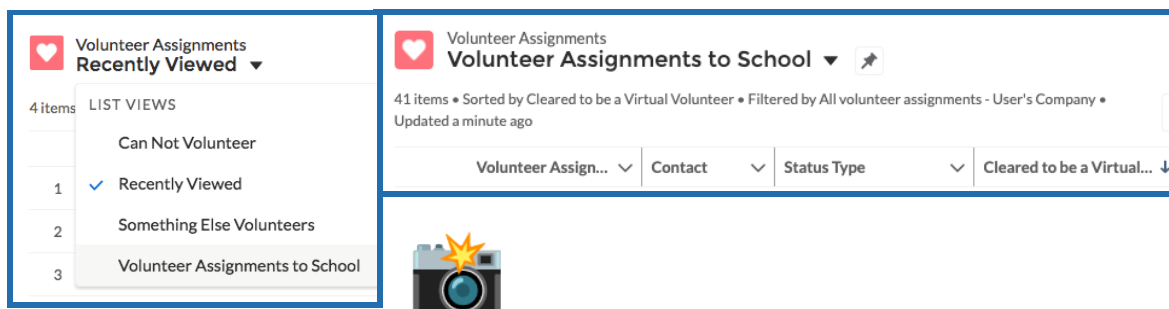 Volunteer Assignments
Recently Viewed
4 items
LIST VIEWS
Can Not Volunteer
1
Recently Viewed
2
Something Else Volunteers
3
Volunteer Assignments to School
Volunteer Assignments
Volunteer Assignments to School
41 items • Sorted by Cleared to be a Virtual Volunteer • Filtered by All volunteer assignments - User's Company •
Updated a minute ago
Volunteer Assign... Contact Status Type Cleared to be a Virtual...